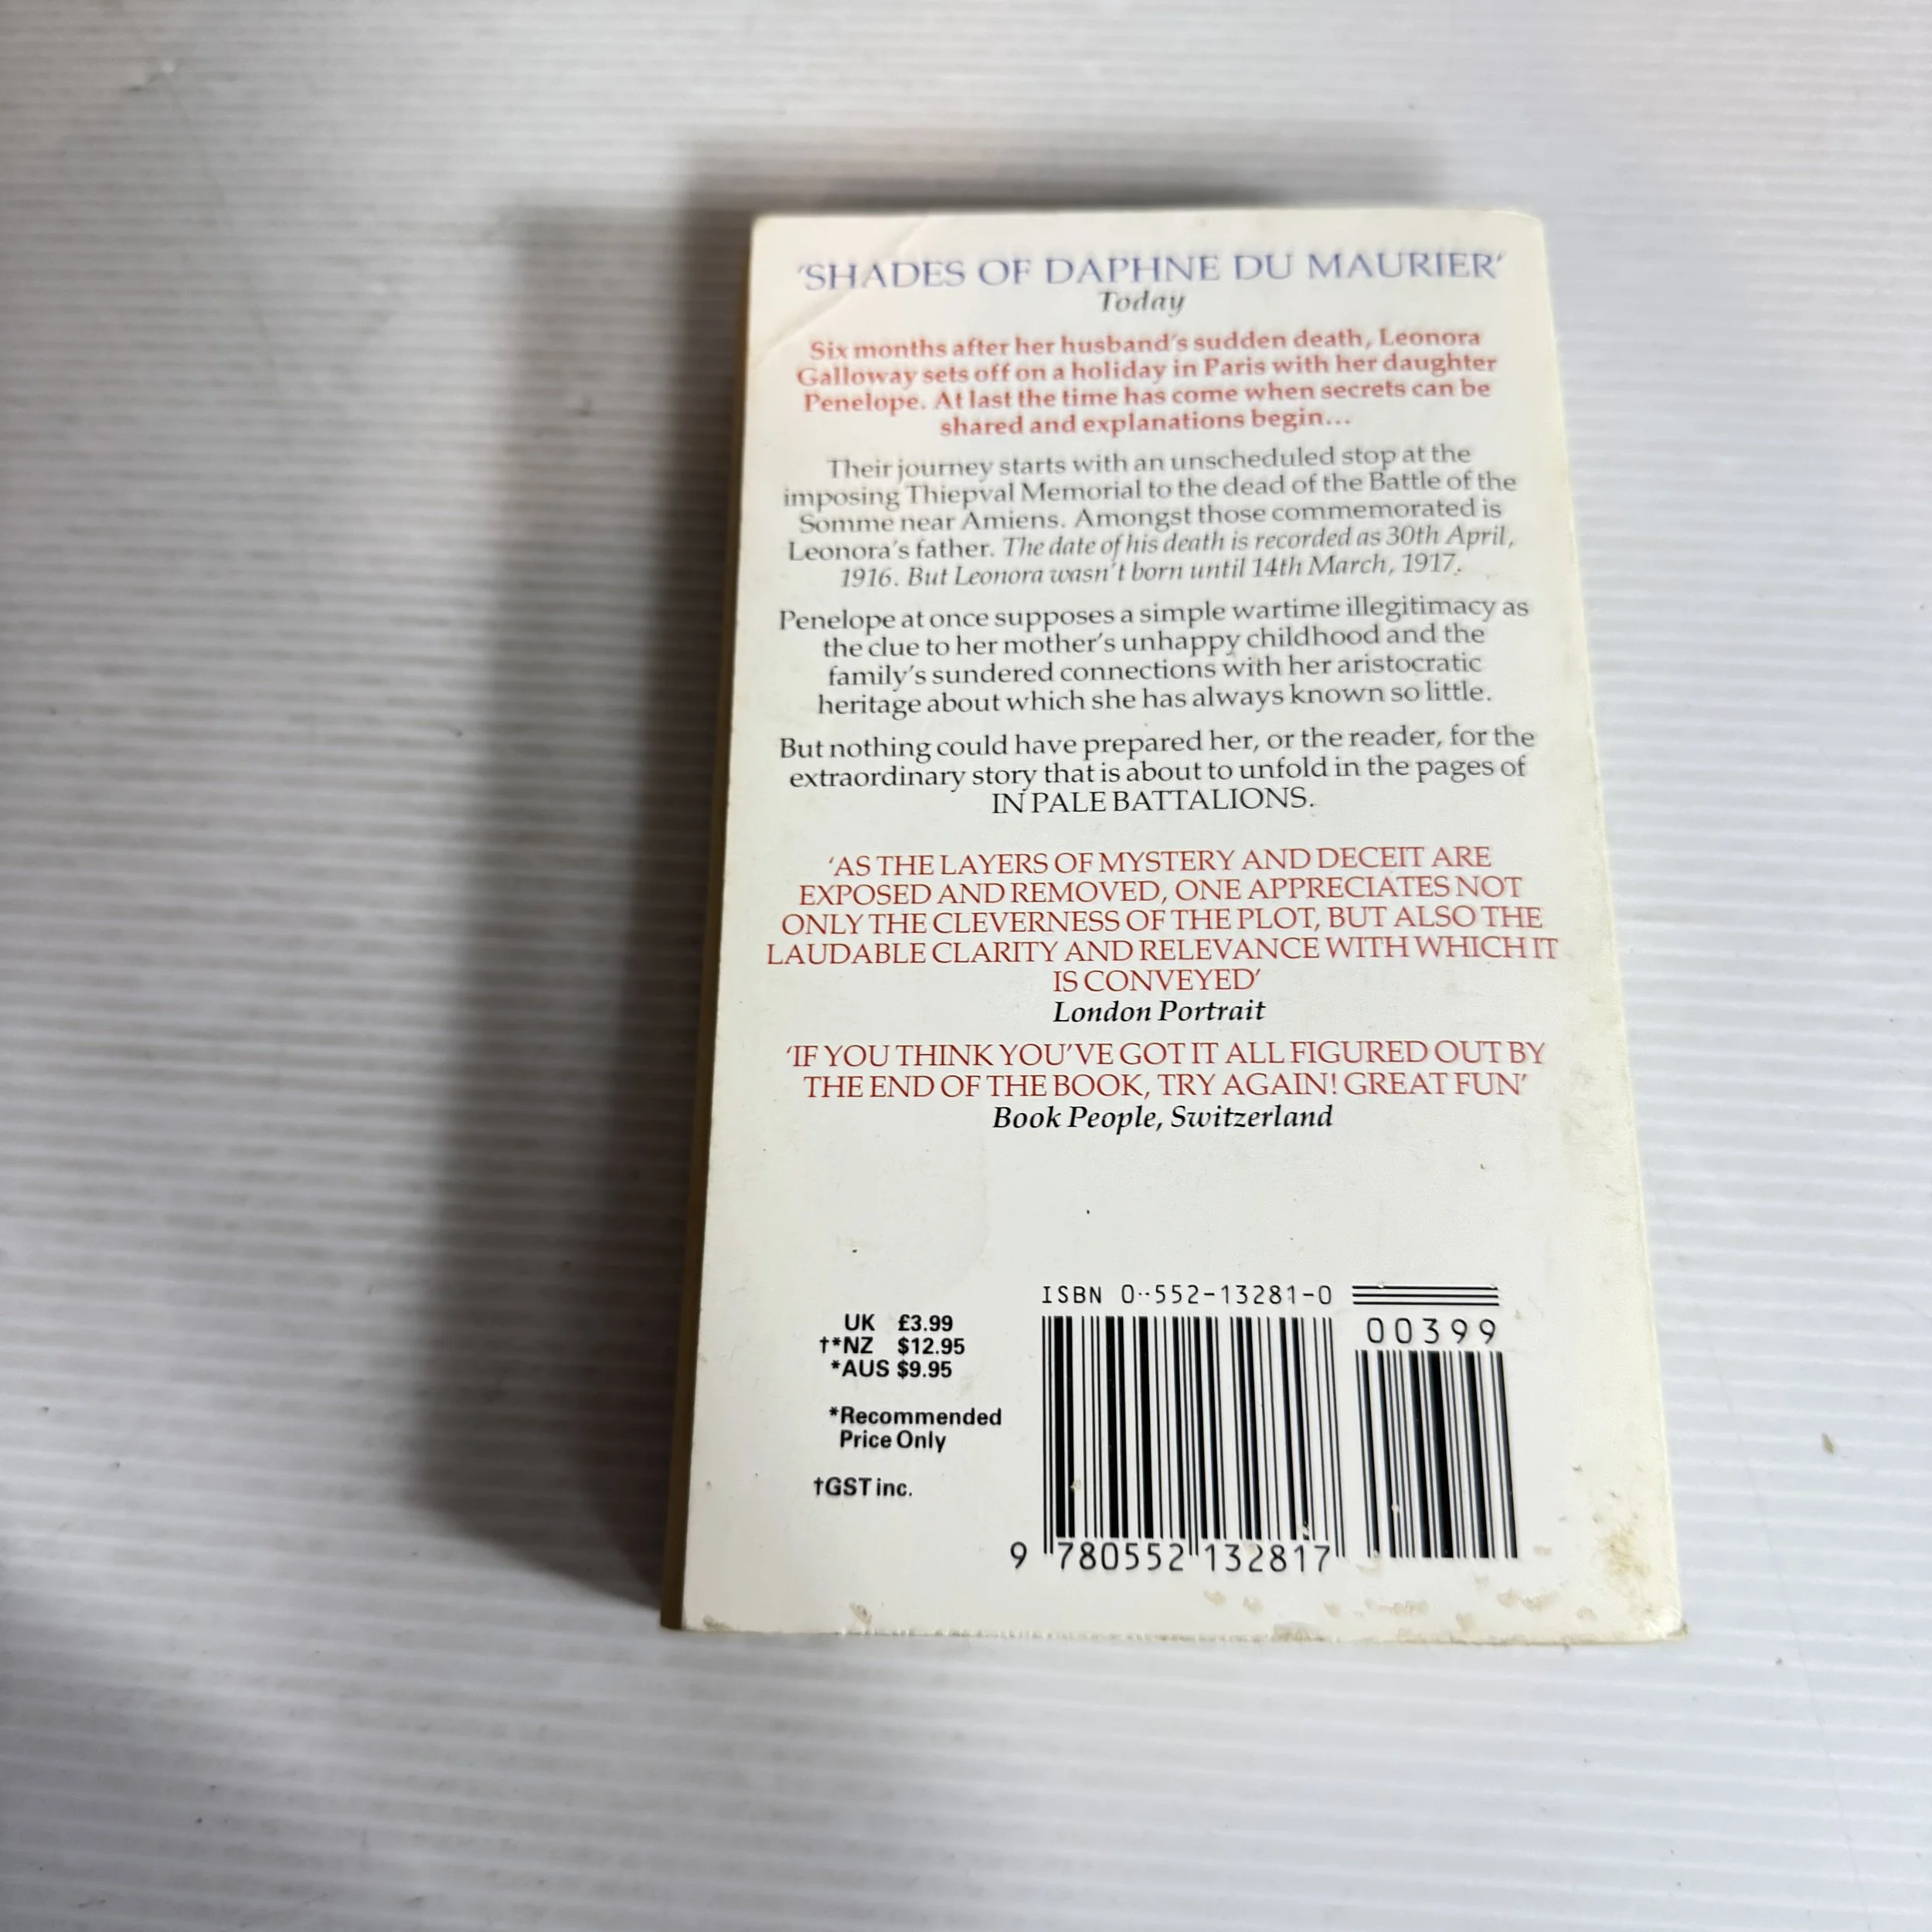 'SHADES OF DAPHNE DU MAURIER'
Today
Six months after her husband's sudden death, Leonora
Galloway sets off on a holiday in Paris with her daughter
Penelope. At last the time has come when secrets can be
shared and explanations begin...
Their journey starts with an unscheduled stop at the
imposing Thiepval Memorial to the dead of the Battle of the
Somme near Amiens. Amongst those commemorated is
Leonora's father. The date of his death is recorded as 30th April,
1916. But Leonora wasn't born until 14th March, 1917.
Penelope at once supposes a simple wartime illegitimacy as
the clue to her mother's unhappy childhood and the
family's sundered connections with her aristocratic
heritage about which she has always known so little.
But nothing could have prepared her, or the reader, for the
extraordinary story that is about to unfold in the pages of
IN PALE BATTALIONS.
'AS THE LAYERS OF MYSTERY AND DECEIT ARE
EXPOSED AND REMOVED, ONE APPRECIATES NOT
ONLY THE CLEVERNESS OF THE PLOT, BUT ALSO THE
LAUDABLE CLARITY AND RELEVANCE WITH WHICH IT
IS CONVEYED'
London Portrait
'IF YOU THINK YOU'VE GOT IT ALL FIGURED OUT BY
THE END OF THE BOOK, TRY AGAIN! GREAT FUN'
Book People, Switzerland
UK £3.99
†*NZ $12.95
*AUS $9.95
*Recommended
Price Only
†GST inc.
ISBN 0-552-13281-0
00399
9 780552 132817